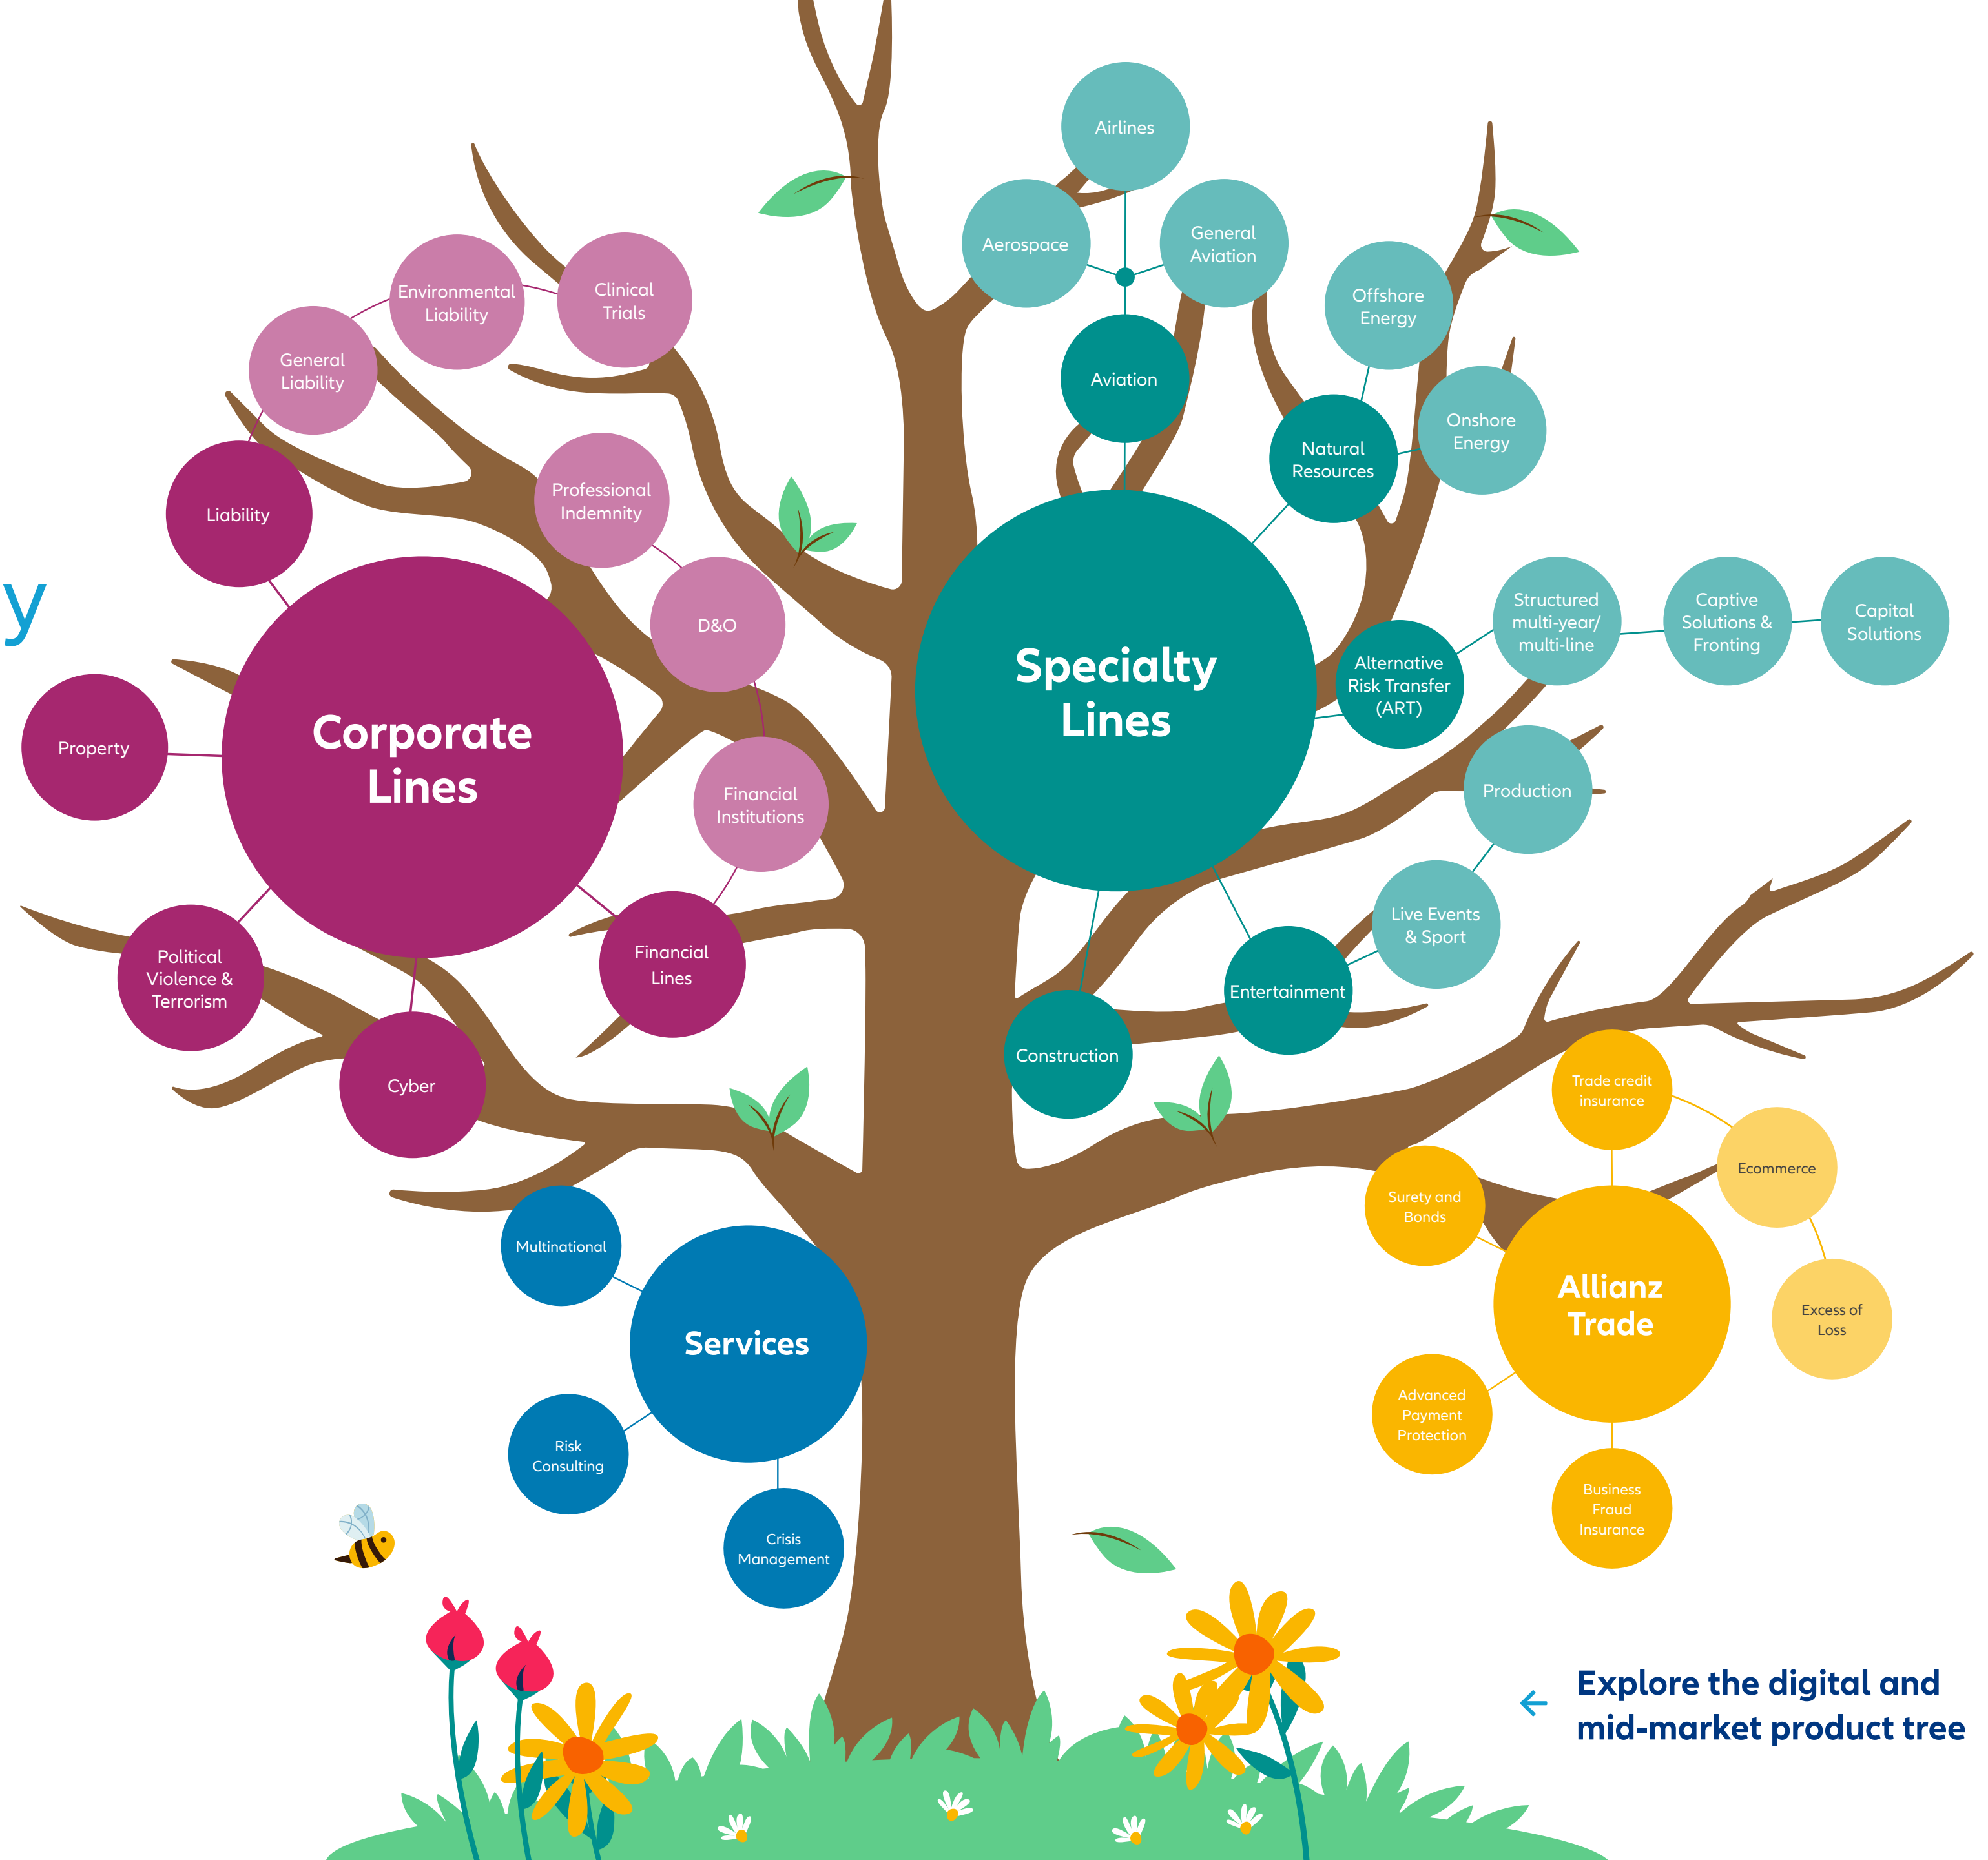 y
Corporate
Lines
Liability
General
Liability
Environmental
Liability
Clinical
Trials
Property
Political
Violence &
Terrorism
Cyber
Financial
Lines
Financial
Institutions
D&O
Professional
Indemnity
Specialty
Lines
Aviation
Aerospace
Airlines
General
Aviation
Natural
Resources
Offshore
Energy
Onshore
Energy
Alternative
Risk Transfer
(ART)
Structured
multi-year/
multi-line
Captive
Solutions &
Fronting
Capital
Solutions
Entertainment
Live Events
& Sport
Production
Construction
Services
Multinational
Risk
Consulting
Crisis
Management
Allianz
Trade
Trade credit
insurance
Ecommerce
Excess of
Loss
Surety and
Bonds
Advanced
Payment
Protection
Business
Fraud
Insurance
Explore the digital and
mid-market product tree